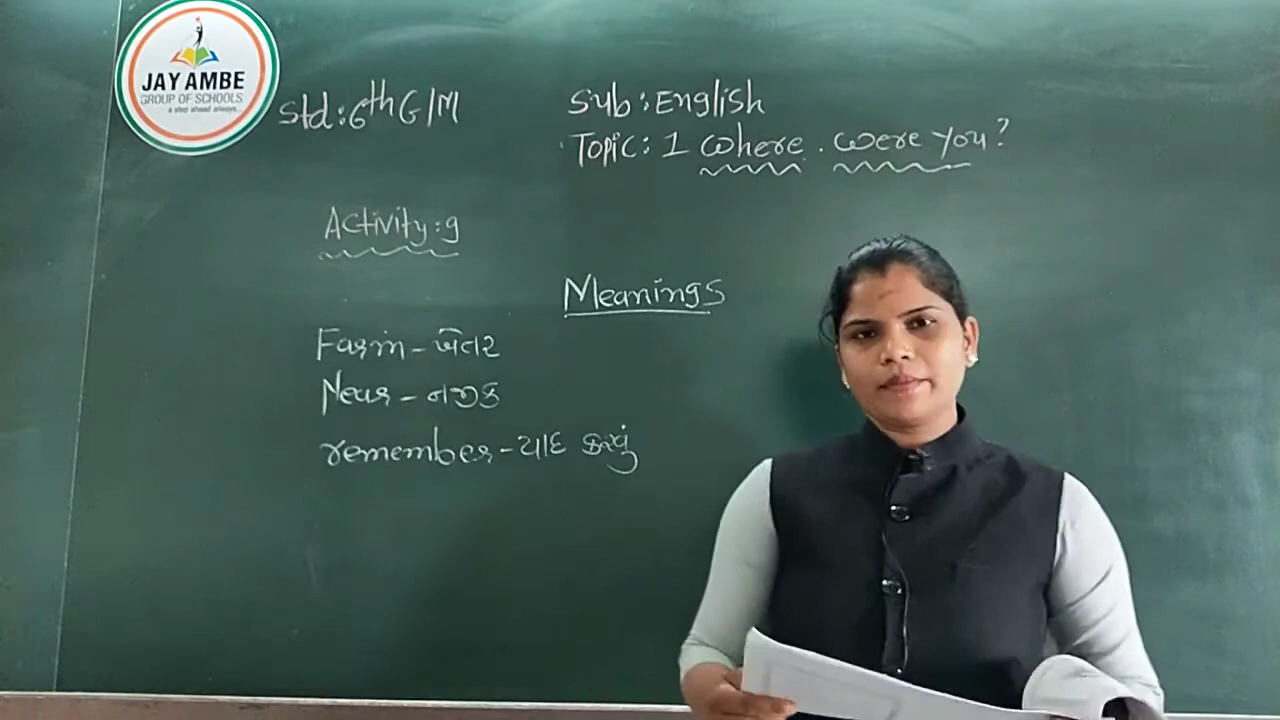 JAY AMBE
GROUP OF SCHOOLS
a step ahead always...
Std:6th G/M
Sub:English
Topic: 1 Where were you?
Activity:g
Meanings
Farm-ખેતર
Near-નજીક
remember-યાદ કરવું